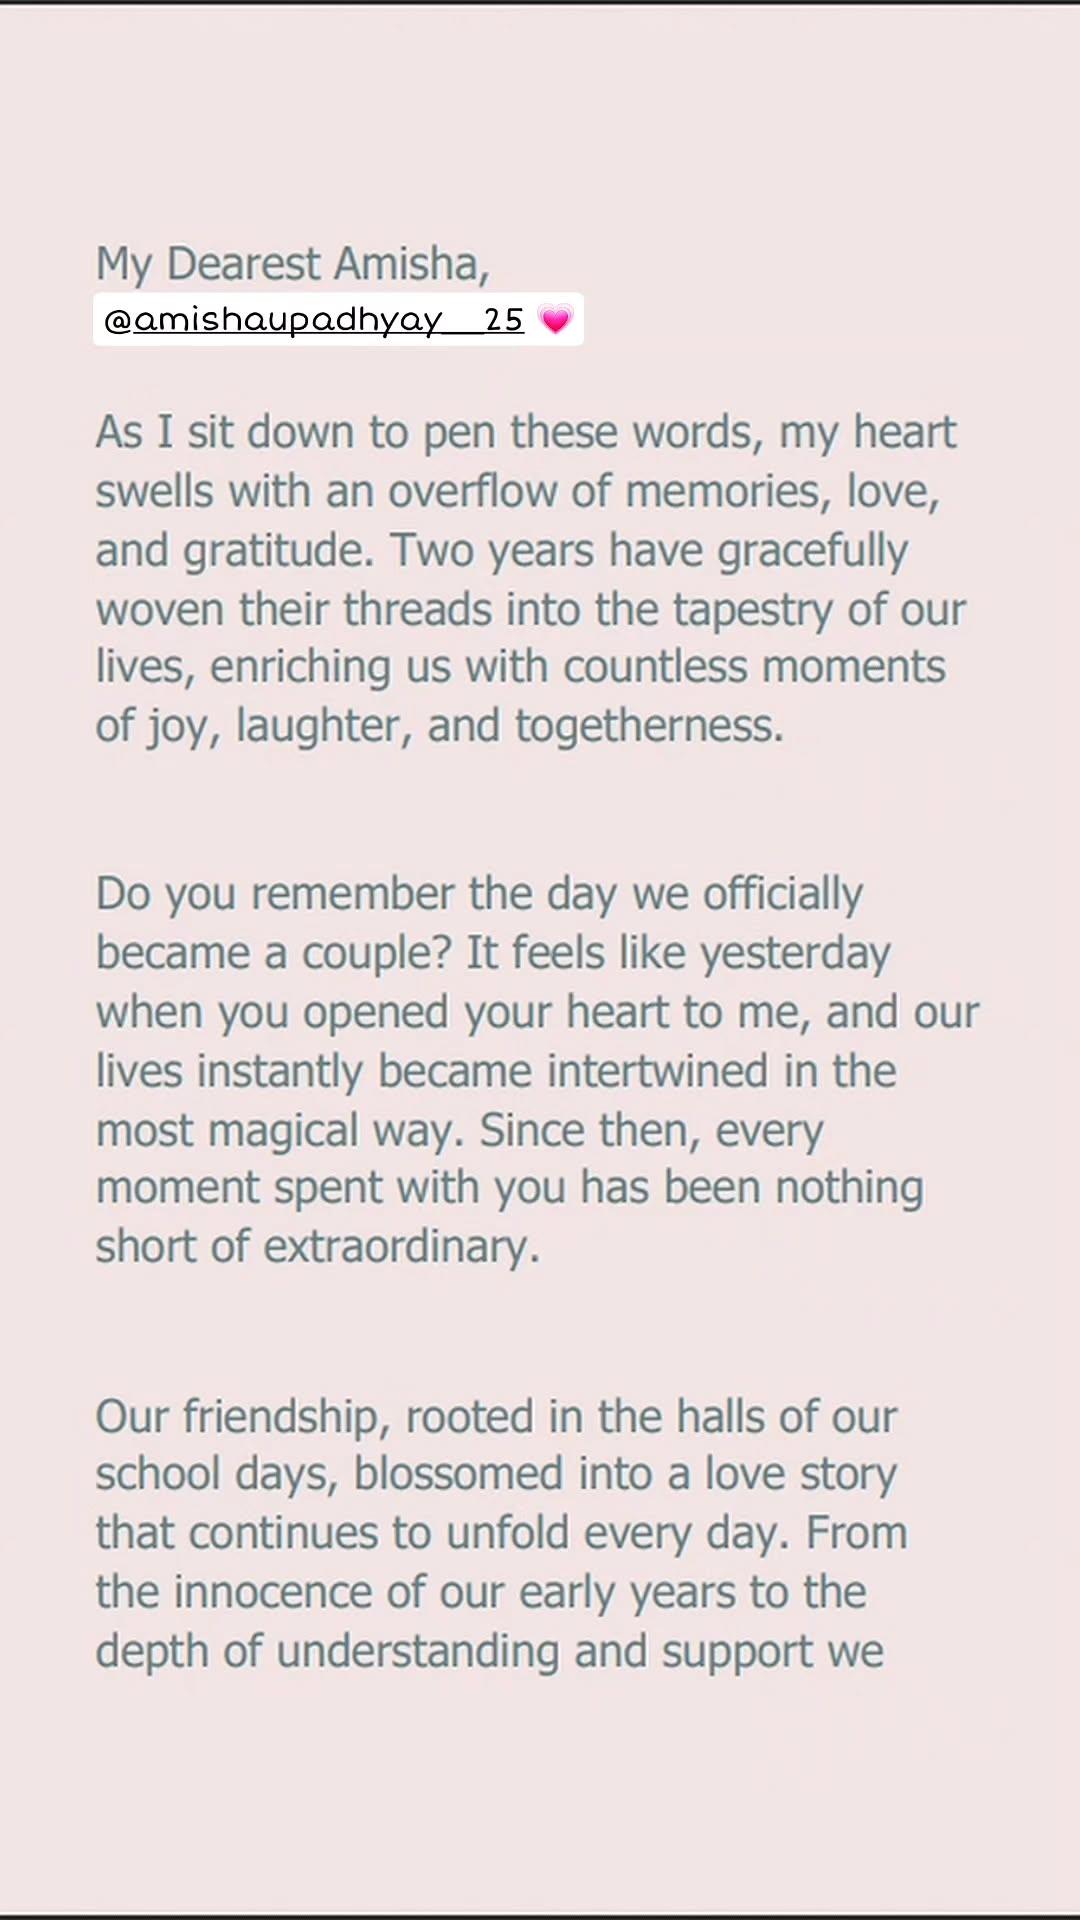 My Dearest Amisha,
@amishaupadhyay__25 💗
As I sit down to pen these words, my heart
swells with an overflow of memories, love,
and gratitude. Two years have gracefully
woven their threads into the tapestry of our
lives, enriching us with countless moments
of joy, laughter, and togetherness.
Do you remember the day we officially
became a couple? It feels like yesterday
when you opened your heart to me, and our
lives instantly became intertwined in the
most magical way. Since then, every
moment spent with you has been nothing
short of extraordinary.
Our friendship, rooted in the halls of our
school days, blossomed into a love story
that continues to unfold every day. From
the innocence of our early years to the
depth of understanding and support we